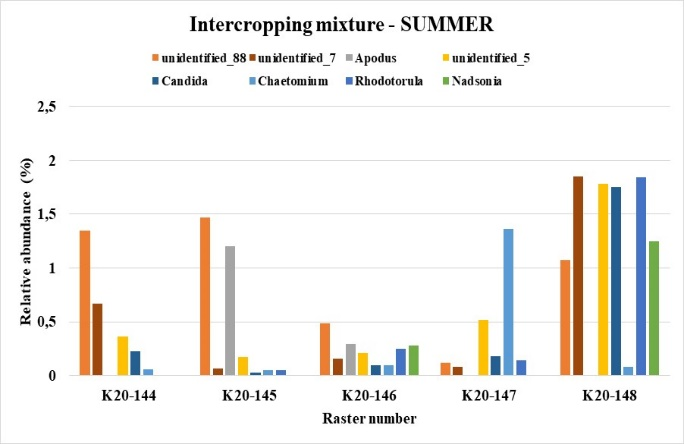 Intercropping mixture - SUMMER
unidentified_88 unidentified_7 Apodus unidentified_5
Candida Chaetomium Rhodotorula Nadsonia
2,5
2
1,5
1
0,5
0
Relative abundance (%)
K20-144 K20-145 K20-146 K20-147 K20-148
Raster number